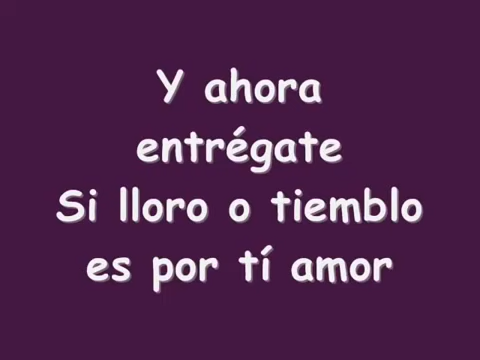 Y ahora
entrégate
Si lloro o tiemblo
es por tí amor